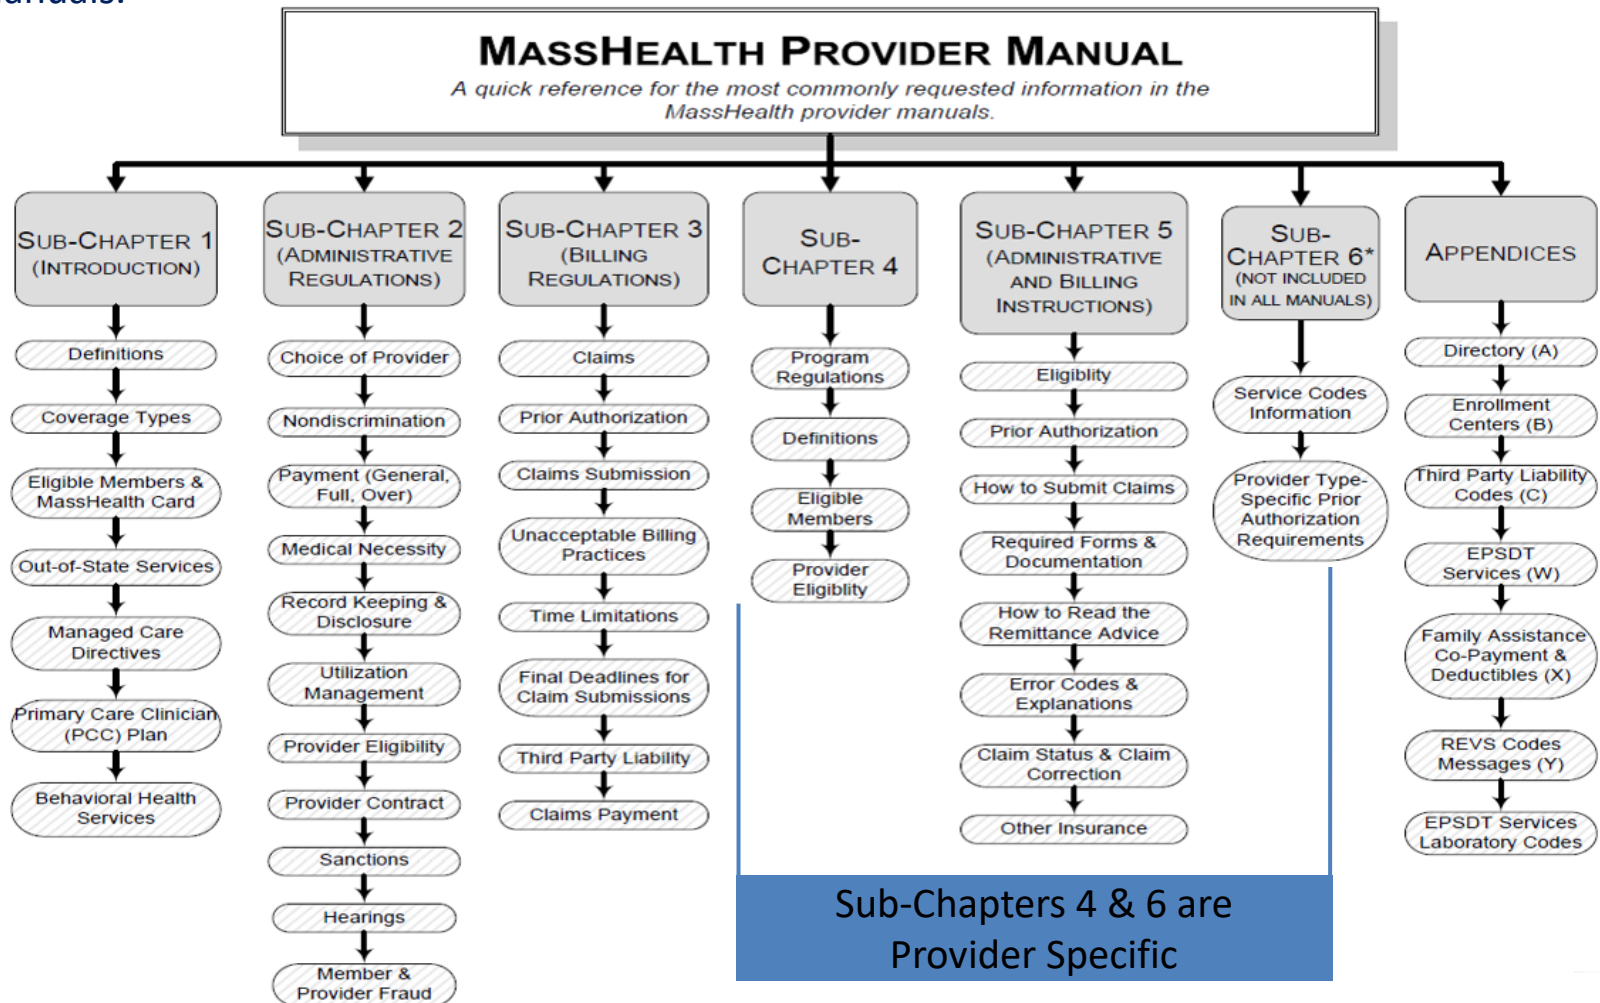 MASSHEALTH PROVIDER MANUAL
A quick reference for the most commonly requested information in the
MassHealth provider manuals.
SUB-CHAPTER 1
(INTRODUCTION)
Definitions
Coverage Types
Eligible Members &
MassHealth Card
Out-of-State Services
Managed Care
Directives
Primary Care Clinician
(PCC) Plan
Behavioral Health
Services
SUB-CHAPTER 2
(ADMINISTRATIVE
REGULATIONS)
Choice of Provider
Nondiscrimination
Payment (General,
Full, Over)
Medical Necessity
Record Keeping &
Disclosure
Utilization
Management
Provider Eligibility
Provider Contract
Sanctions
Hearings
Member &
Provider Fraud
SUB-CHAPTER 3
(BILLING
REGULATIONS)
Claims
Prior Authorization
Claims Submission
Unacceptable Billing
Practices
Time Limitations
Final Deadlines for
Claim Submissions
Third Party Liability
Claims Payment
SUB-
CHAPTER 4
Program
Regulations
Definitions
Eligible
Members
Provider
Eligiblity
SUB-CHAPTER 5
(ADMINISTRATIVE
AND BILLING
INSTRUCTIONS)
Eligiblity
Prior Authorization
How to Submit Claims
Required Forms &
Documentation
How to Read the
Remittance Advice
Error Codes &
Explanations
Claim Status & Claim
Correction
Other Insurance
SUB-
CHAPTER 6*
(NOT INCLUDED
IN ALL MANUALS)
Service Codes
Information
Provider Type-
Specific Prior
Authorization
Requirements
APPENDICES
Directory (A)
Enrollment
Centers (B)
Third Party Liability
Codes (C)
EPSDT
Services (W)
Family Assistance
Co-Payment &
Deductibles (X)
REVS Codes
Messages (Y)
EPSDT Services
Laboratory Codes
Sub-Chapters 4 & 6 are
Provider Specific